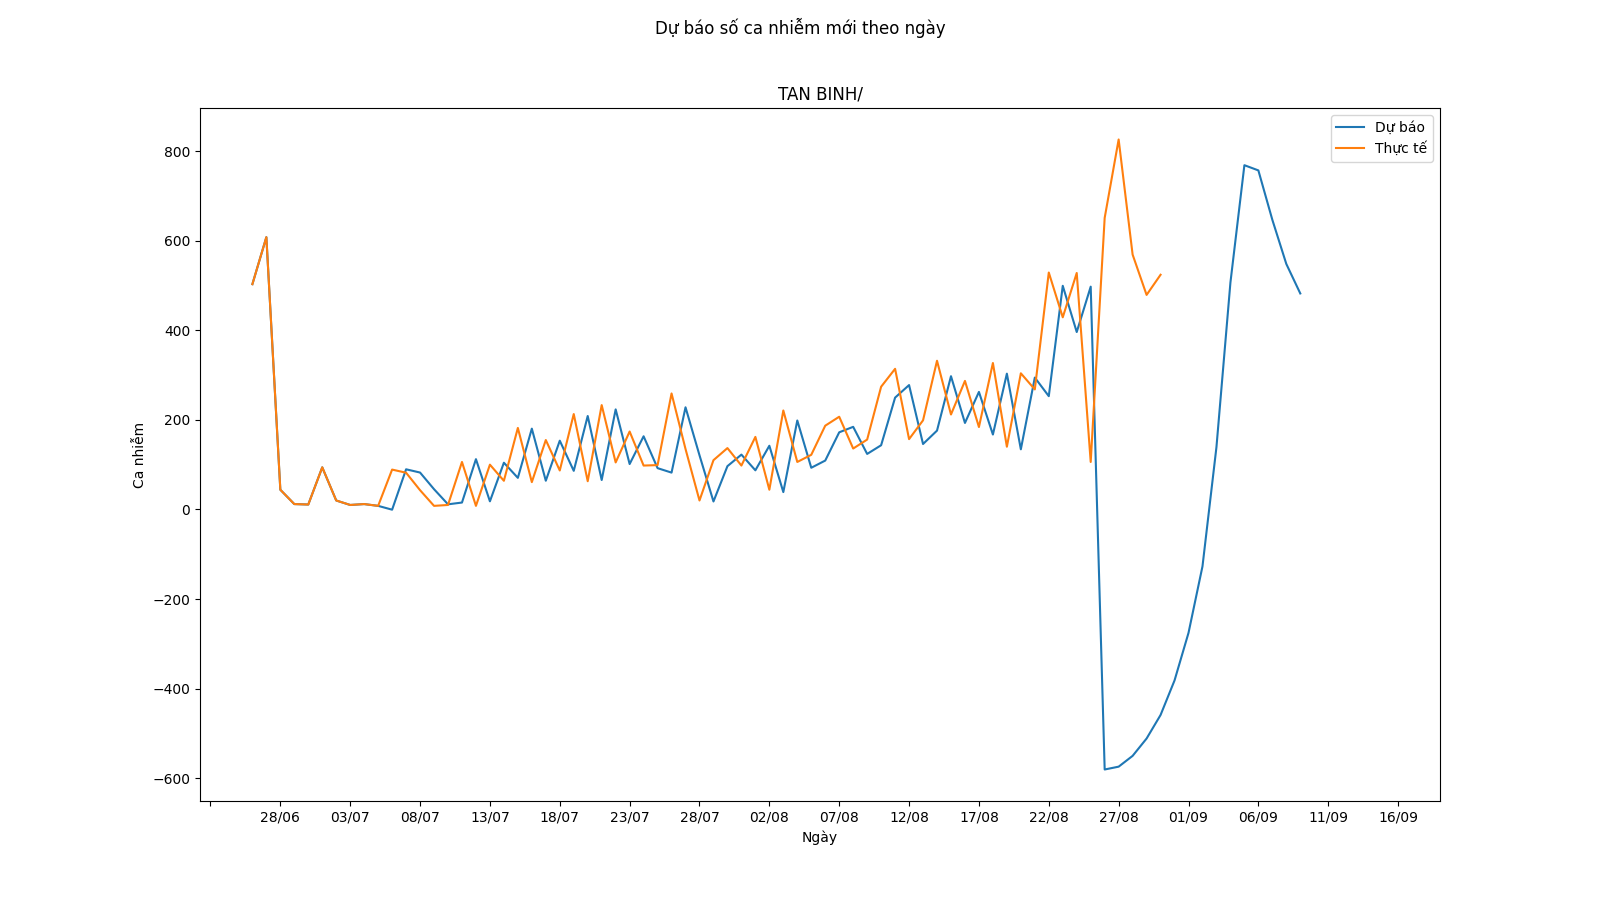 Dự báo số ca nhiễm mới theo ngày
TAN BINH/
Dự báo
Thực tế
Ca nhiễm
800
600
400
200
0
−200
−400
−600
28/06 03/07 08/07 13/07 18/07 23/07 28/07 02/08 07/08 12/08 17/08 22/08 27/08 01/09 06/09 11/09 16/09
Ngày